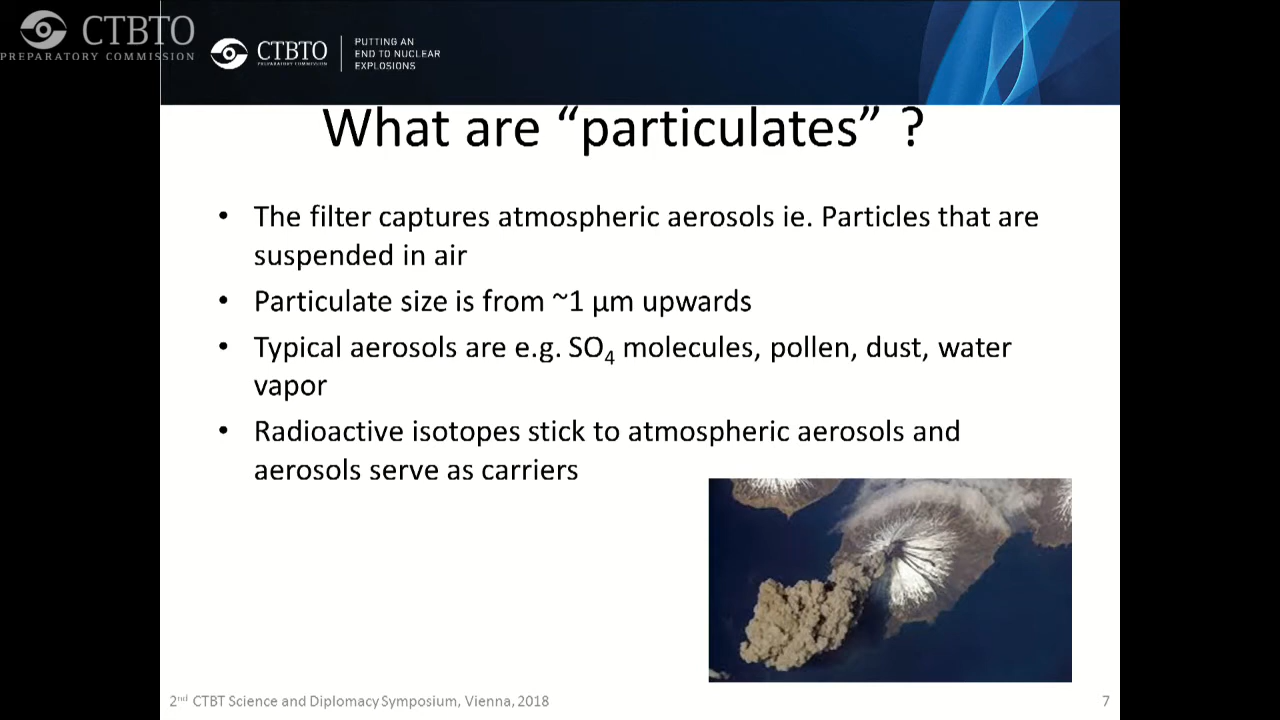 CTBTO
PREPARATORY COMMISSION
CTBTO
PREPARATORY COMMISSION
PUTTING AN
END TO NUCLEAR
EXPLOSIONS
What are “particulates” ?
• The filter captures atmospheric aerosols ie. Particles that are
suspended in air
• Particulate size is from ~1 µm upwards
• Typical aerosols are e.g. SO₄ molecules, pollen, dust, water
vapor
• Radioactive isotopes stick to atmospheric aerosols and
aerosols serve as carriers
2ⁿᵈ CTBT Science and Diplomacy Symposium, Vienna, 2018
7